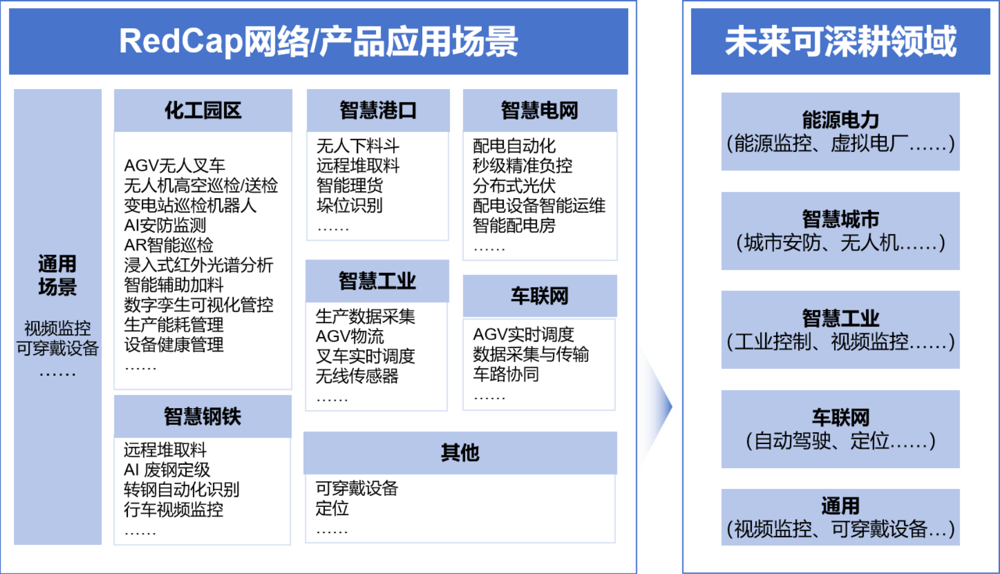 RedCap网络/产品应用场景
通用
场景
视频监控
可穿戴设备
……
化工园区
AGV无人叉车
无人机高空巡检/送检
变电站巡检机器人
AI安防监测
AR智能巡检
浸入式红外光谱分析
智能辅助加料
数字孪生可视化管控
生产能耗管理
设备健康管理
……
智慧钢铁
远程堆取料
AI 废钢定级
转钢自动化识别
行车视频监控
……
智慧港口
无人下料斗
远程堆取料
智能理货
垛位识别
……
智慧工业
生产数据采集
AGV物流
叉车实时调度
无线传感器
……
智慧电网
配电自动化
秒级精准负控
分布式光伏
配电设备智能运维
智能配电房
……
车联网
AGV实时调度
数据采集与传输
车路协同
……
其他
可穿戴设备
定位
……
未来可深耕领域
能源电力
（能源监控、虚拟电厂……）
智慧城市
（城市安防、无人机……）
智慧工业
（工业控制、视频监控……）
车联网
（自动驾驶、定位……）
通用
（视频监控、可穿戴设备…）